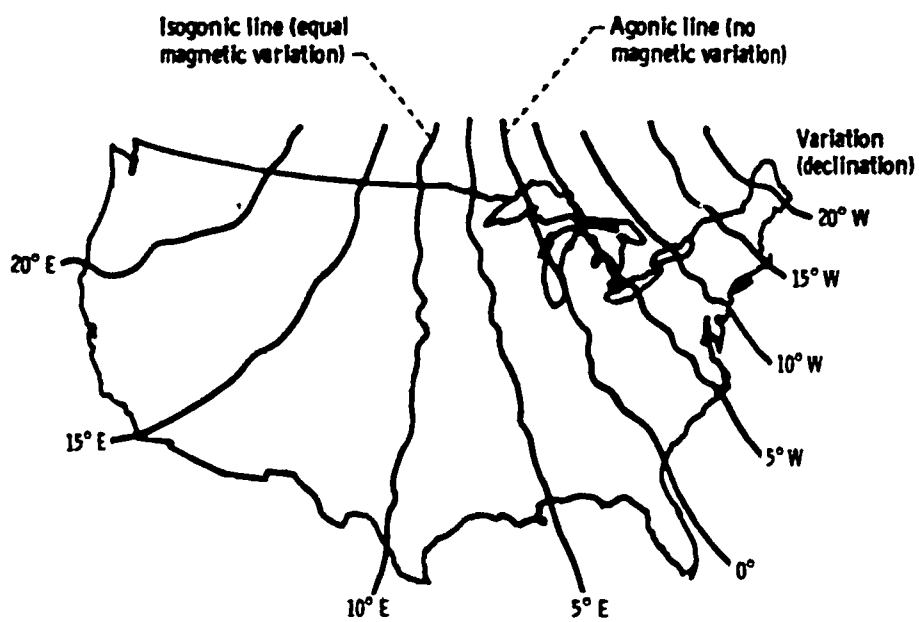 Isogonic line (equal
magnetic variation)
Agonic line (no
magnetic variation)
Variation
(declination)
20° W
20° E
15° W
10° W
15° E
5° W
0°
10° E
5° E